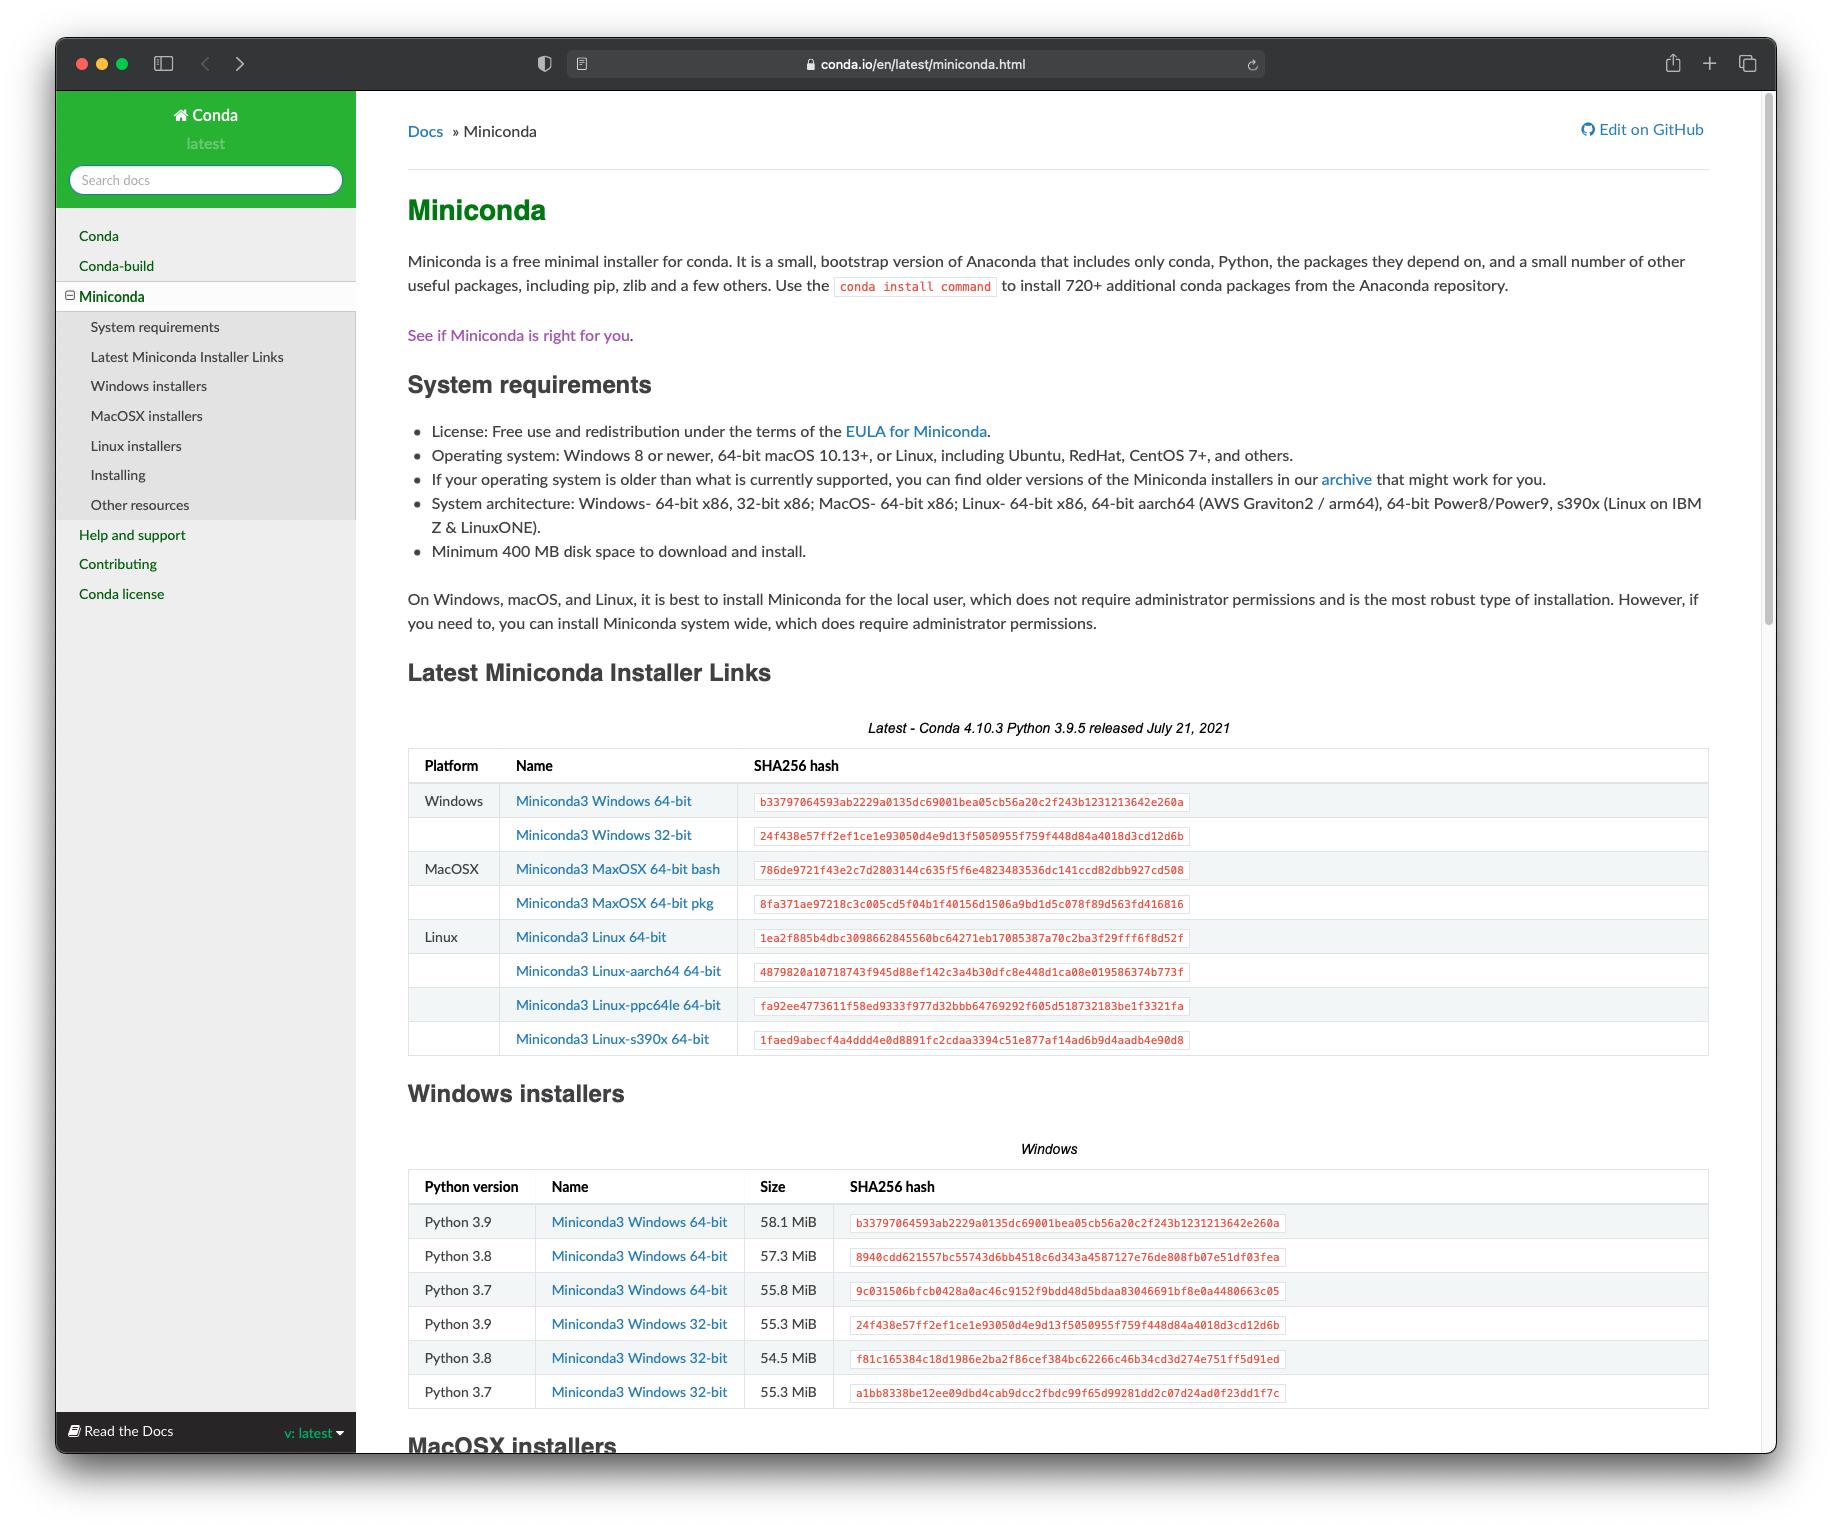 conda.io/en/latest/miniconda.html
Conda
latest
Search docs
Conda
Conda-build
Miniconda
System requirements
Latest Miniconda Installer Links
Windows installers
MacOSX installers
Linux installers
Installing
Other resources
Help and support
Contributing
Conda license
Read the Docs
v: latest
Docs » Miniconda
Edit on GitHub
Miniconda
Miniconda is a free minimal installer for conda. It is a small, bootstrap version of Anaconda that includes only conda, Python, the packages they depend on, and a small number of other
useful packages, including pip, zlib and a few others. Use the conda install command to install 720+ additional conda packages from the Anaconda repository.
See if Miniconda is right for you.
System requirements
• License: Free use and redistribution under the terms of the EULA for Miniconda.
• Operating system: Windows 8 or newer, 64-bit macOS 10.13+, or Linux, including Ubuntu, RedHat, CentOS 7+, and others.
• If your operating system is older than what is currently supported, you can find older versions of the Miniconda installers in our archive that might work for you.
• System architecture: Windows- 64-bit x86, 32-bit x86; MacOS- 64-bit x86; Linux- 64-bit x86, 64-bit aarch64 (AWS Graviton2 / arm64), 64-bit Power8/Power9, s390x (Linux on IBM
Z & LinuxONE).
• Minimum 400 MB disk space to download and install.
On Windows, macOS, and Linux, it is best to install Miniconda for the local user, which does not require administrator permissions and is the most robust type of installation. However, if
you need to, you can install Miniconda system wide, which does require administrator permissions.
Latest Miniconda Installer Links
Latest - Conda 4.10.3 Python 3.9.5 released July 21, 2021
Platform Name SHA256 hash
Windows Miniconda3 Windows 64-bit b33797064593ab2229a0135dc69001bea05cb56a20c2f243b1231213642e260a
Miniconda3 Windows 32-bit 24f438e57ff2ef1ce1e93050d4e9d13f5050955f759f448d84a4018d3cd12d6b
MacOSX Miniconda3 MaxOSX 64-bit bash 786de9721f43e2c7d2803144c635f5f6e4823483536dc141ccd82dbb927cd508
Miniconda3 MaxOSX 64-bit pkg 8fa371ae97218c3c005cd5f04b1f40156d1506a9bd1d5c078f89d563fd416816
Linux Miniconda3 Linux 64-bit 1ea2f885b4dbc3098662845560bc64271eb17085387a70c2ba3f29fff6f8d52f
Miniconda3 Linux-aarch64 64-bit 4879820a10718743f945d88ef142c3a4b30dfc8e448d1ca08e019586374b773f
Miniconda3 Linux-ppc64le 64-bit fa92ee4773611f58ed9333f977d32bbb64769292f605d518732183be1f3321fa
Miniconda3 Linux-s390x 64-bit 1faed9abecf4a4ddd4e0d8891fc2cdaa3394c51e877af14ad6b9d4aadb4e90d8
Windows installers
Windows
Python version Name Size SHA256 hash
Python 3.9 Miniconda3 Windows 64-bit 58.1 MiB b33797064593ab2229a0135dc69001bea05cb56a20c2f243b1231213642e260a
Python 3.8 Miniconda3 Windows 64-bit 57.3 MiB 8940cdd621557bc55743d6bb4518c6d343a4587127e76de808fb07e51df03fea
Python 3.7 Miniconda3 Windows 64-bit 55.8 MiB 9c031506bfcb0428a0ac46c9152f9bdd48d5bdaa83046691bf8e0a4480663c05
Python 3.9 Miniconda3 Windows 32-bit 55.3 MiB 24f438e57ff2ef1ce1e93050d4e9d13f5050955f759f448d84a4018d3cd12d6b
Python 3.8 Miniconda3 Windows 32-bit 54.5 MiB f81c165384c18d1986e2ba2f86cef384bc62266c46b34cd3d274e751ff5d91ed
Python 3.7 Miniconda3 Windows 32-bit 55.3 MiB a1bb8338be12ee09dbd4cab9dcc2fbdc99f65d99281dd2c07d24ad0f23dd1f7c
MacOSX installers